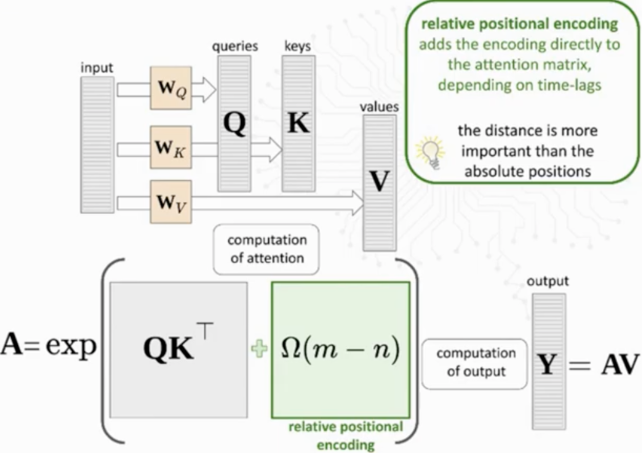 relative positional encoding
adds the encoding directly to
the attention matrix,
depending on time-lags
the distance is more
important than the
absolute positions
input
queries
keys
values
W_Q
W_K
W_V
Q
K
V
computation
of attention
A= exp ( QK^⊤ + Ω(m − n) )
relative positional
encoding
computation
of output
output
Y = AV